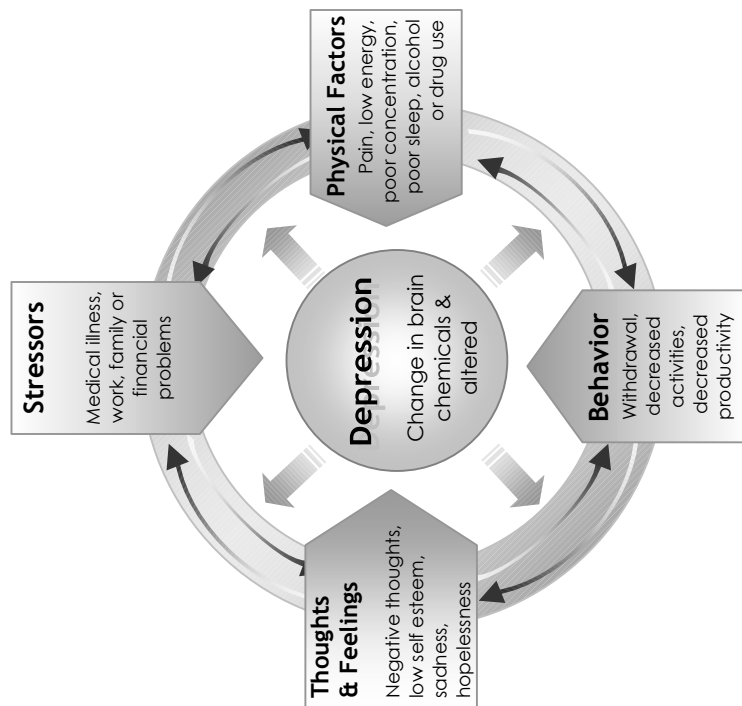 Stressors
Medical illness,
work, family or
financial
problems
Thoughts
& Feelings
Negative thoughts,
low self esteem,
sadness,
hopelessness
Depression
Change in brain
chemicals &
altered
Physical Factors
Pain, low energy,
poor concentration,
poor sleep, alcohol
or drug use
Behavior
Withdrawal,
decreased
activities,
decreased
productivity